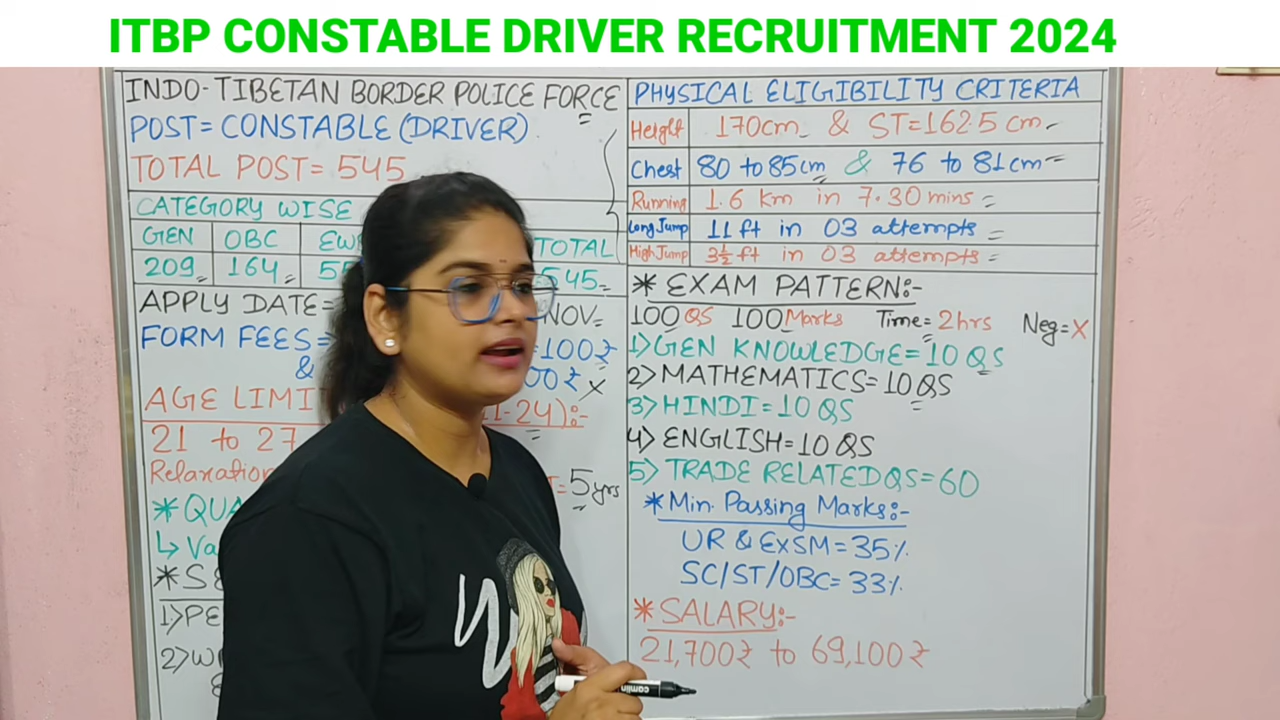 ITBP CONSTABLE DRIVER RECRUITMENT 2024
INDO-TIBETAN BORDER POLICE FORCE
POST = CONSTABLE (DRIVER)
TOTAL POST = 545
CATEGORY WISE
GEN OBC TOTAL
209 164 545
APPLY DATE= NOV
FORM FEES = =100₹
&
AGE
21 to 27
Relaxation = 5yrs
PHYSICAL ELIGIBILITY CRITERIA
Height 170cm & ST=162.5 cm
Chest 80 to 85cm & 76 to 81cm
Running 1.6 Km in 7.30 mins
Long Jump 11 ft in 03 attempts
High Jump 3½ ft in 03 attempts
* EXAM PATTERN:-
100 QS 100 Marks Time = 2hrs Neg=X
1) GEN KNOWLEDGE = 10 QS
2) MATHEMATICS = 10 QS
3) HINDI = 10 QS
4) ENGLISH = 10 QS
5) TRADE RELATED QS = 60
* Min. Passing Marks:-
UR & EXSM = 35%
SC/ST/OBC = 33%
* SALARY:-
21,700₹ to 69,100₹
camlin